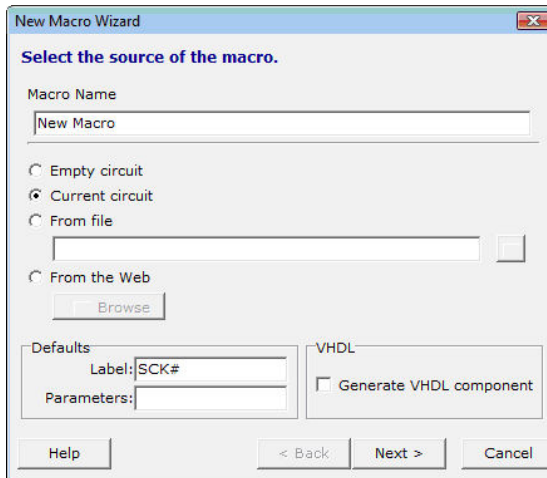 New Macro Wizard
Select the source of the macro.
Macro Name
New Macro
Empty circuit
Current circuit
From file
From the Web
Browse
Defaults
Label: SCK#
Parameters:
VHDL
Generate VHDL component
Help
< Back
Next >
Cancel